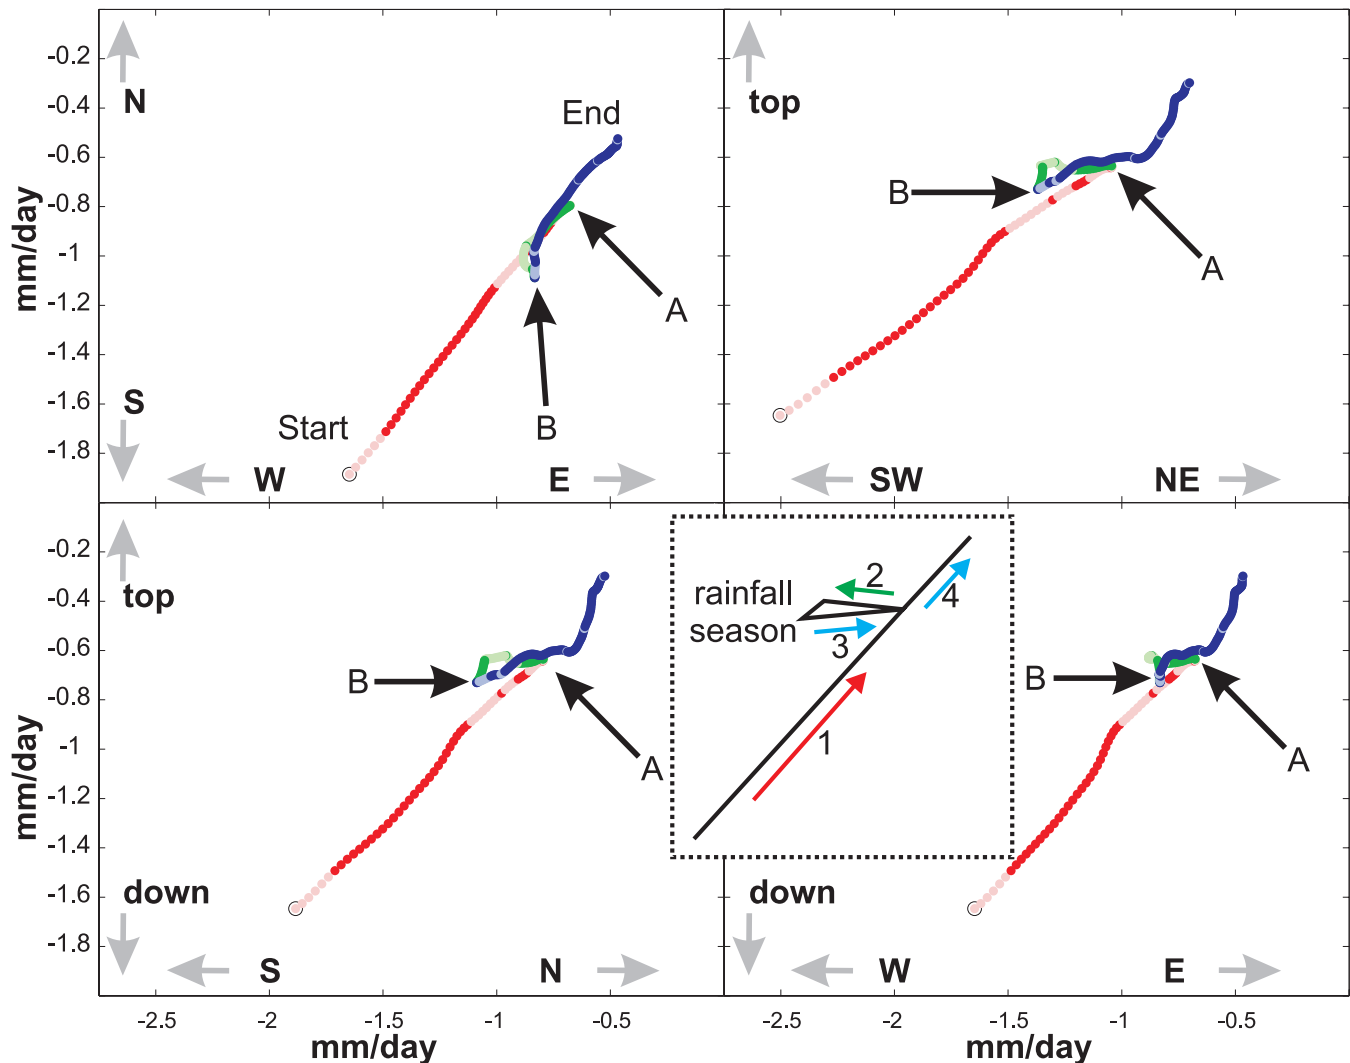 -0.2
-0.4
-0.6
-0.8
-1
-1.2
-1.4
-1.6
-1.8
mm/day
N
S
W
E
Start
End
A
B
top
SW
NE
B
A
-0.2
-0.4
-0.6
-0.8
-1
-1.2
-1.4
-1.6
-1.8
mm/day
top
down
S
N
B
A
-2.5
-2
-1.5
-1
-0.5
mm/day
rainfall
season
1
2
3
4
down
W
E
B
A
-2.5
-2
-1.5
-1
-0.5
mm/day